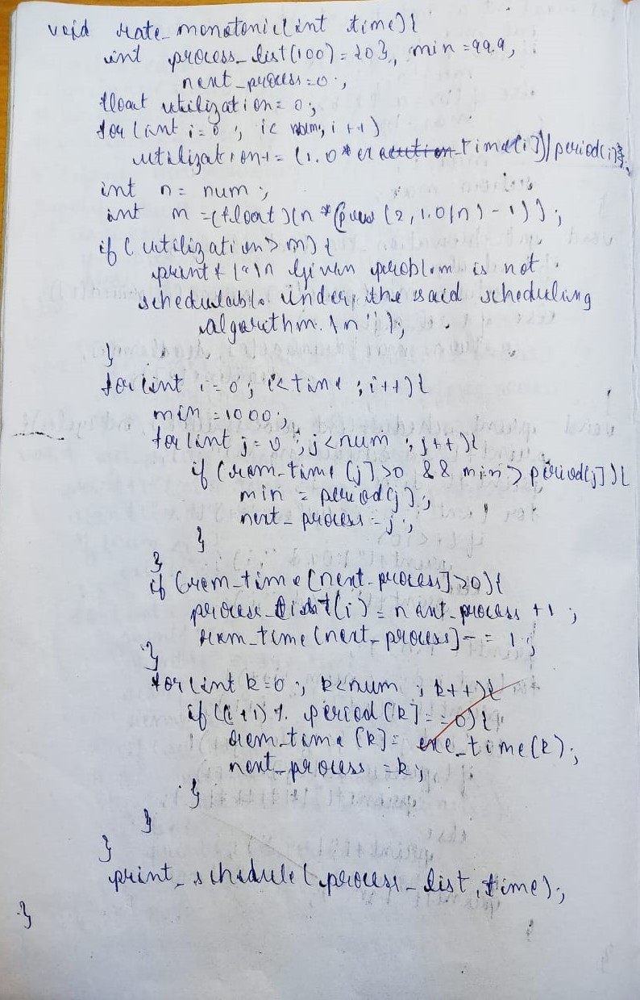 void rate_monotonic(int time){
int process_list(100)={0}, min=99.9,
next_process=0;
float utilization=0;
for(int i=0; i< num; i++)
utilization+= (1.0*exe_time[i])/period[i];
int n= num;
int m =(float)(n*(pow(2,1.0/n)-1));
if(utilization>m){
printf("\n Given problem is not
schedulable under the said scheduling
algorithm.\n");
}
for(int i=0; i<time; i++){
min =1000;
for(int j=0; j<num; j++){
if(rem_time[j]>0 && min > period[j]){
min = period[j];
next_process=j;
}
}
if(rem_time[next_process]>0){
process_list(i)=next_process +1;
rem_time[next_process]-= 1;
}
for(int k=0; k<num; k++){
if((i+1)% period[k]==0){
rem_time[k]= exe_time(k);
next_process =k;
}
}
}
print_schedule(process_list, time);
}